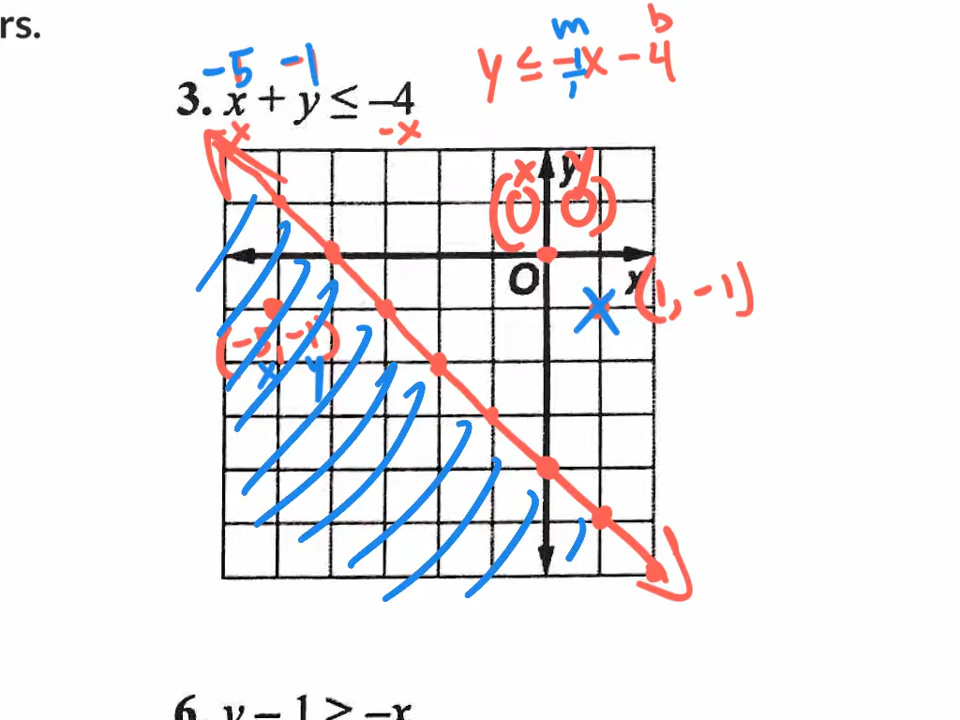 rs.
m b
y ≤ -1/1 x - 4
-5 -1
3. x + y ≤ -4
-x -x
x y y
(0 0)
O x (1, -1)
(-5, -1)
x y
6. y - 1 > -x